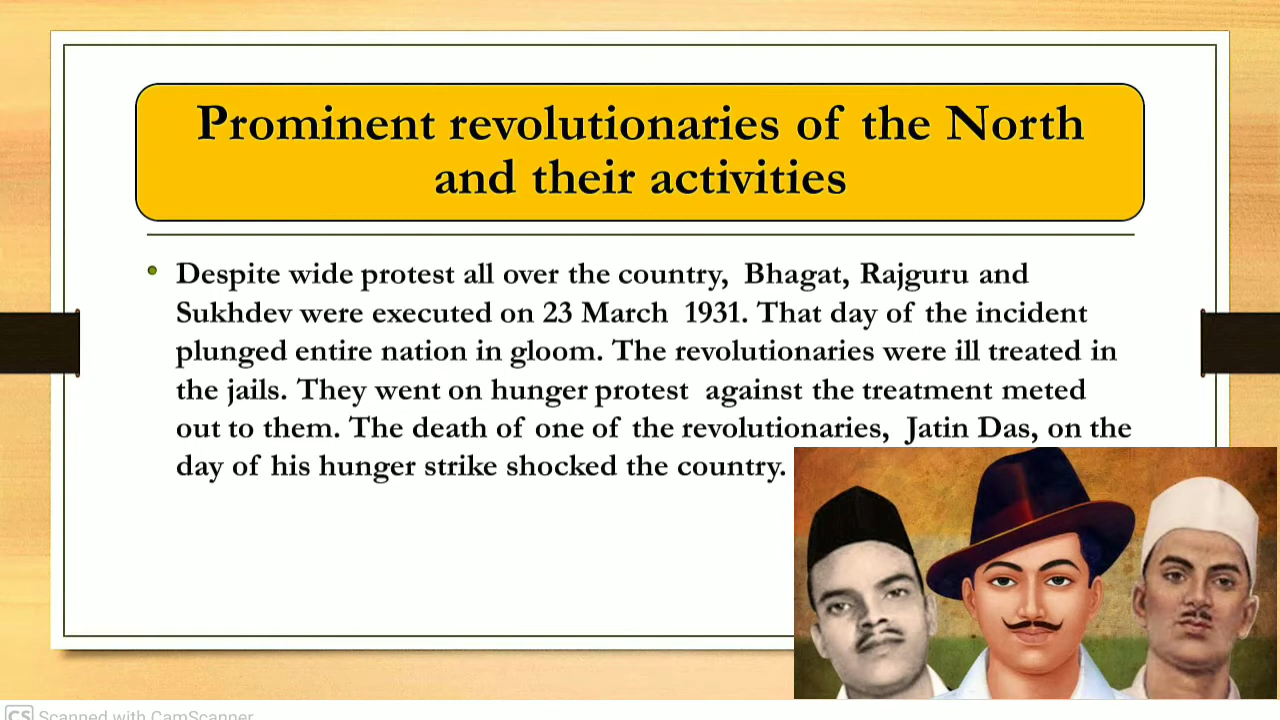 Prominent revolutionaries of the North
and their activities
Despite wide protest all over the country, Bhagat, Rajguru and
Sukhdev were executed on 23 March 1931. That day of the incident
plunged entire nation in gloom. The revolutionaries were ill treated in
the jails. They went on hunger protest against the treatment meted
out to them. The death of one of the revolutionaries, Jatin Das, on the
day of his hunger strike shocked the country.
CS Scanned with CamScanner